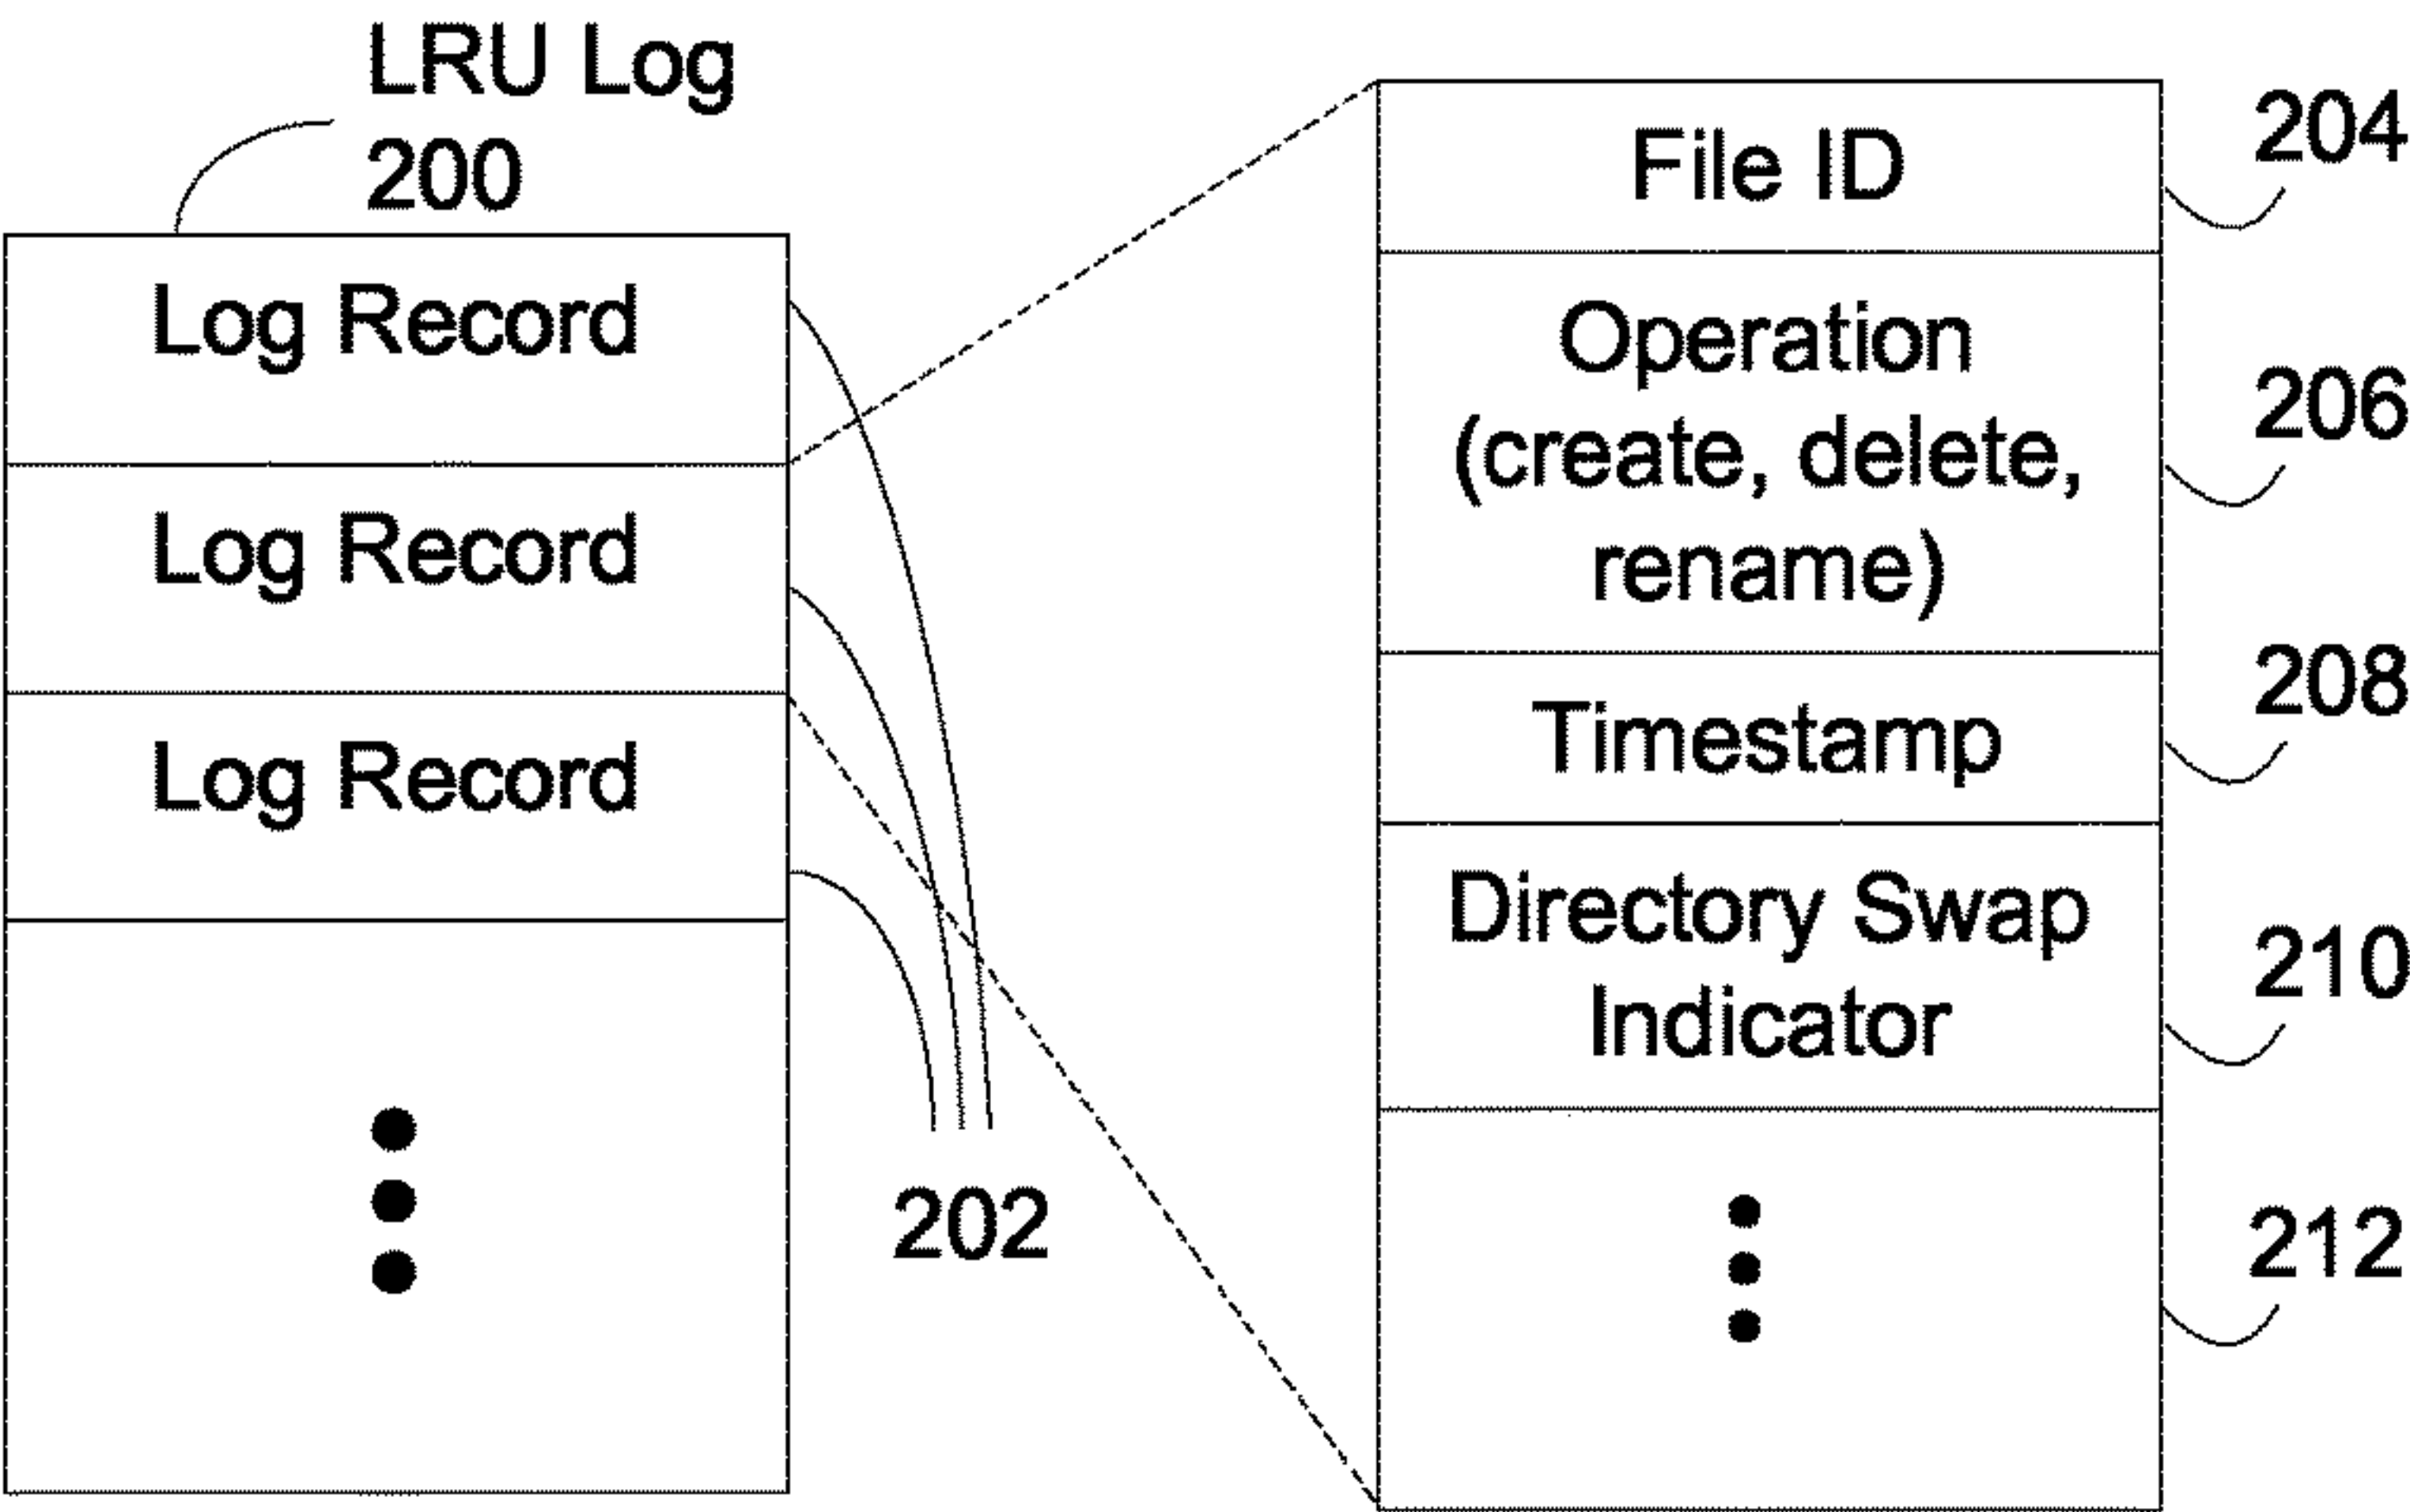 LRU Log
200
Log Record
Log Record
Log Record
202
File ID
204
Operation
(create, delete,
rename)
206
Timestamp
208
Directory Swap
Indicator
210
212